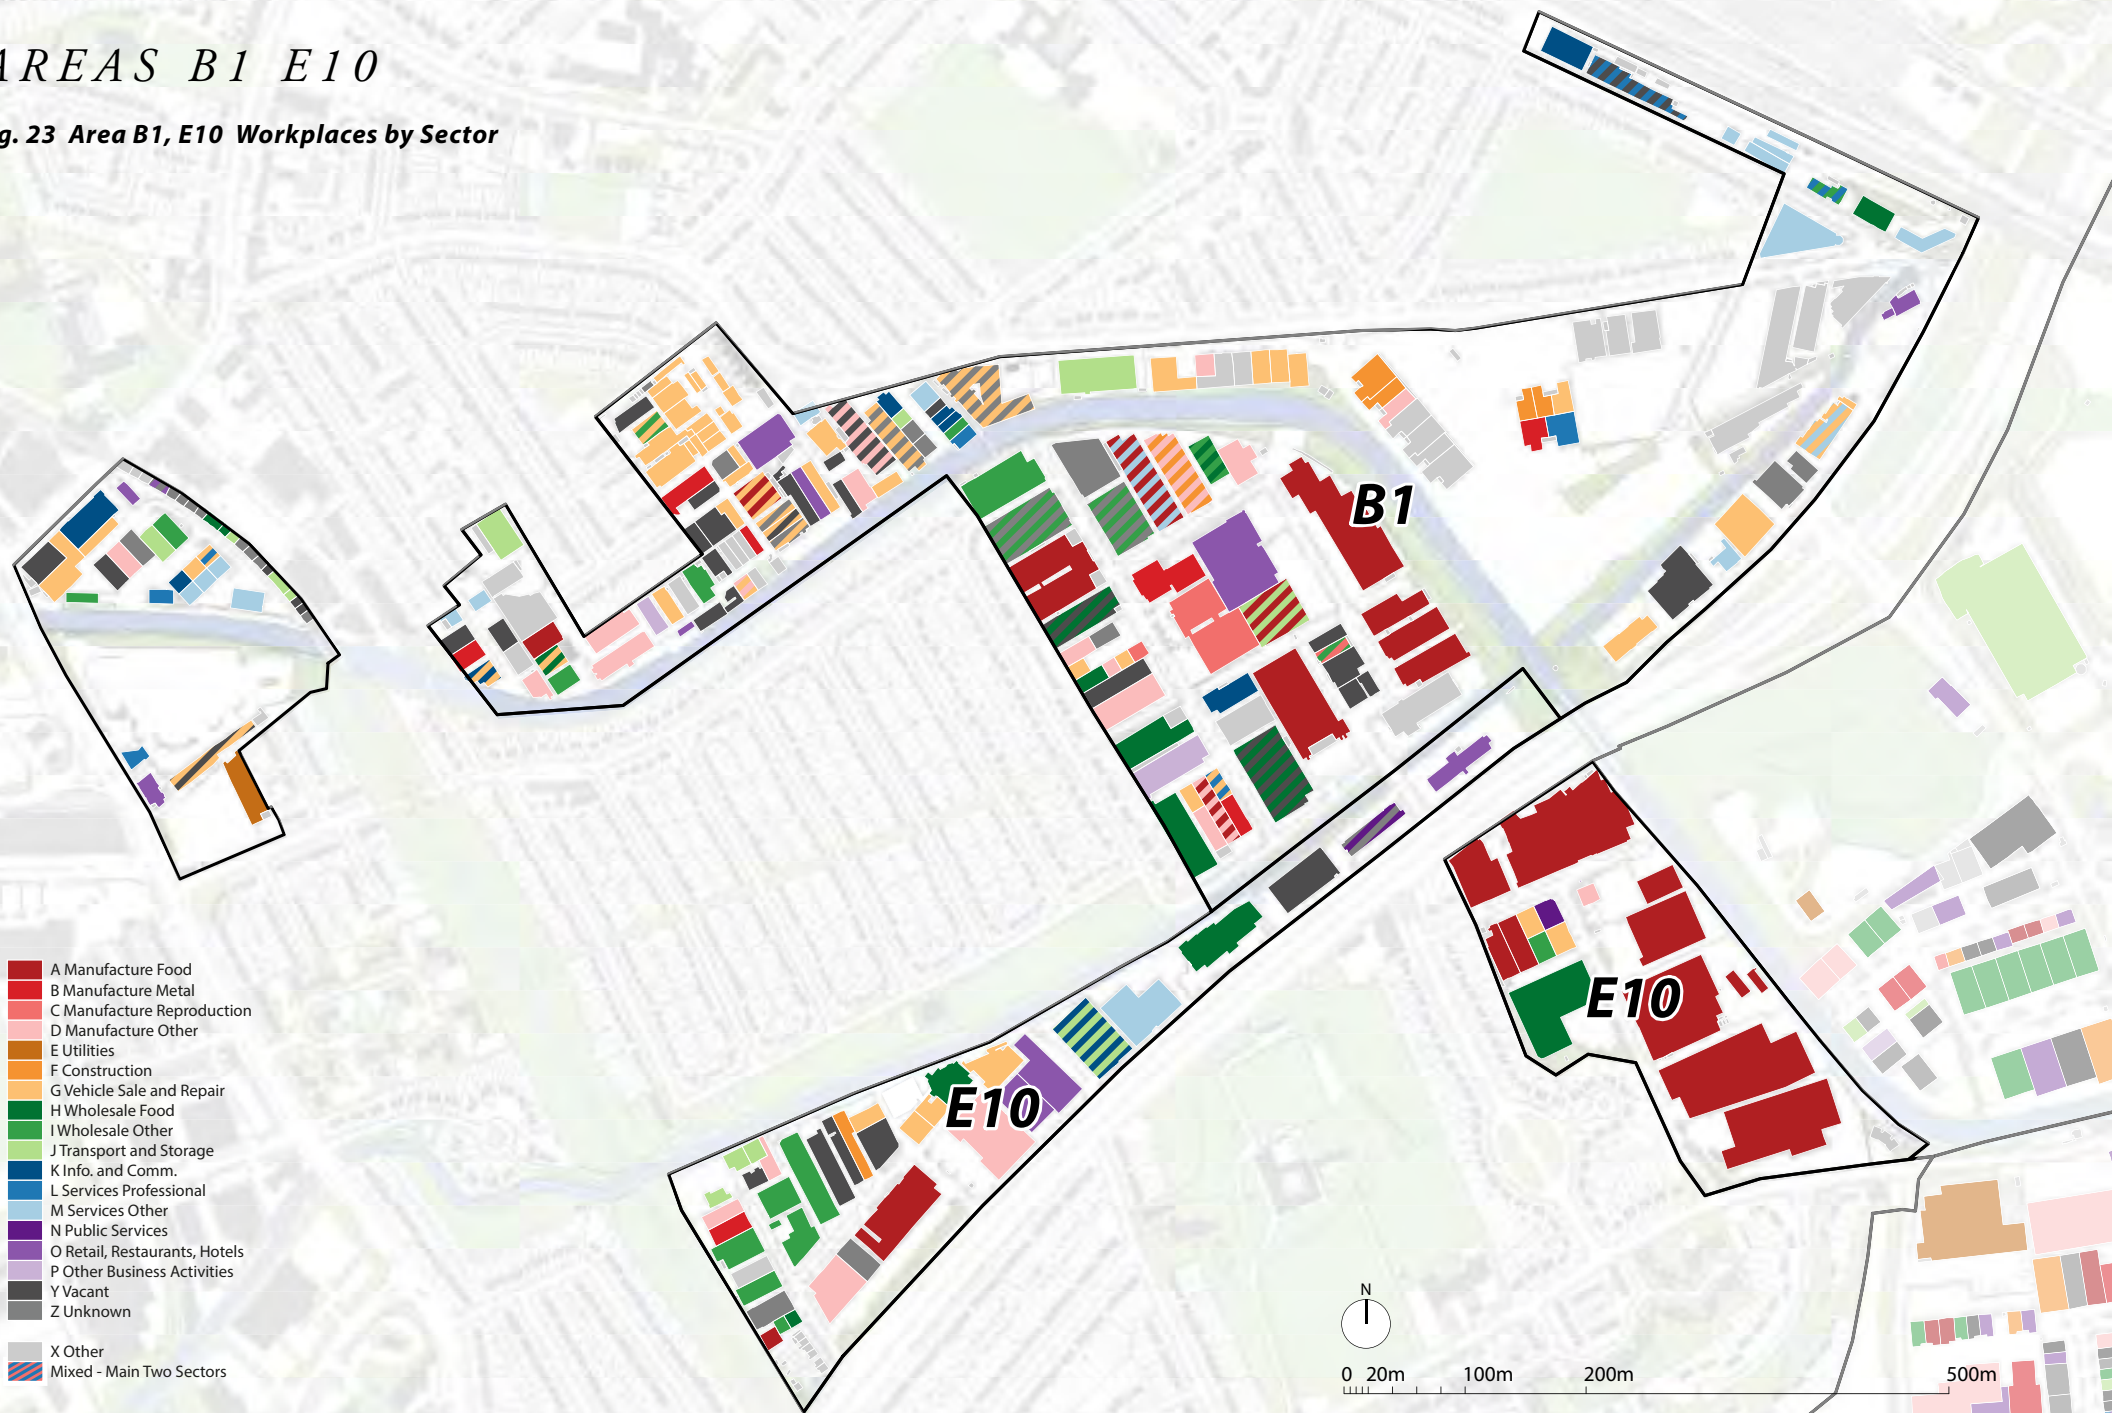 AREAS B1 E10
g. 23 Area B1, E10 Workplaces by Sector
B1
E10
E10
A Manufacture Food
B Manufacture Metal
C Manufacture Reproduction
D Manufacture Other
E Utilities
F Construction
G Vehicle Sale and Repair
H Wholesale Food
I Wholesale Other
J Transport and Storage
K Info. and Comm.
L Services Professional
M Services Other
N Public Services
O Retail, Restaurants, Hotels
P Other Business Activities
Y Vacant
Z Unknown
X Other
Mixed - Main Two Sectors
N
0 20m 100m 200m 500m